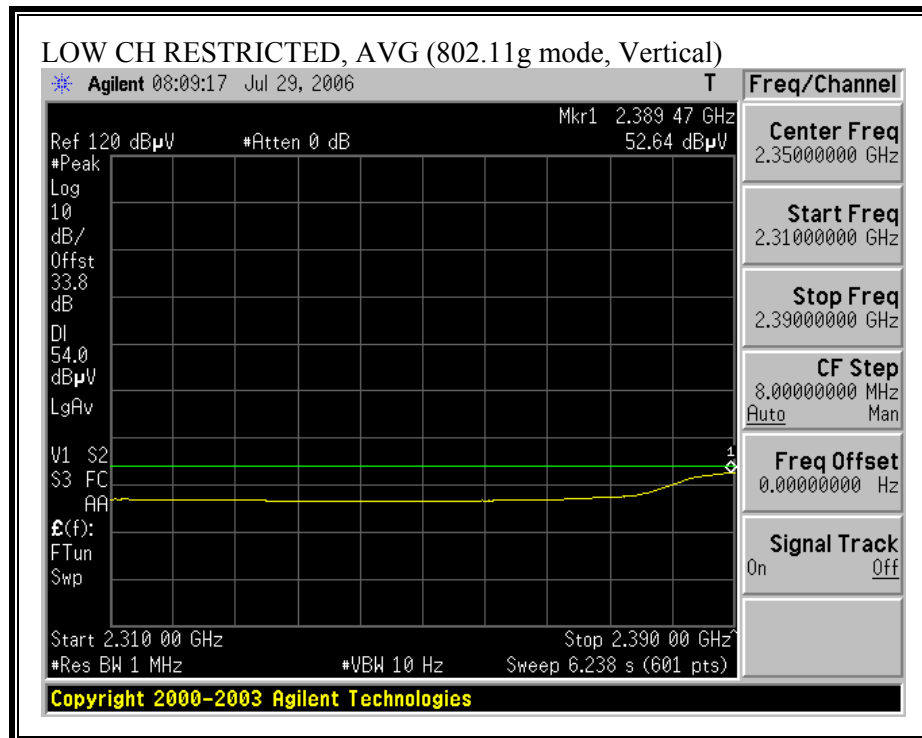 LOW CH RESTRICTED, AVG (802.11g mode, Vertical)
Agilent 08:09:17 Jul 29, 2006 T
Mkr1 2.389 47 GHz
Ref 120 dBµV #Atten 0 dB 52.64 dBµV
#Peak
Log
10
dB/
Offst
33.8
dB
DI
54.0
dBµV
LgAv
V1 S2
S3 FC
AA
£(f):
FTun
Swp
1
Start 2.310 00 GHz Stop 2.390 00 GHz^
#Res BW 1 MHz #VBW 10 Hz Sweep 6.238 s (601 pts)
Freq/Channel
Center Freq
2.35000000 GHz
Start Freq
2.31000000 GHz
Stop Freq
2.39000000 GHz
CF Step
8.00000000 MHz
Auto Man
Freq Offset
0.00000000 Hz
Signal Track
On Off
Copyright 2000-2003 Agilent Technologies